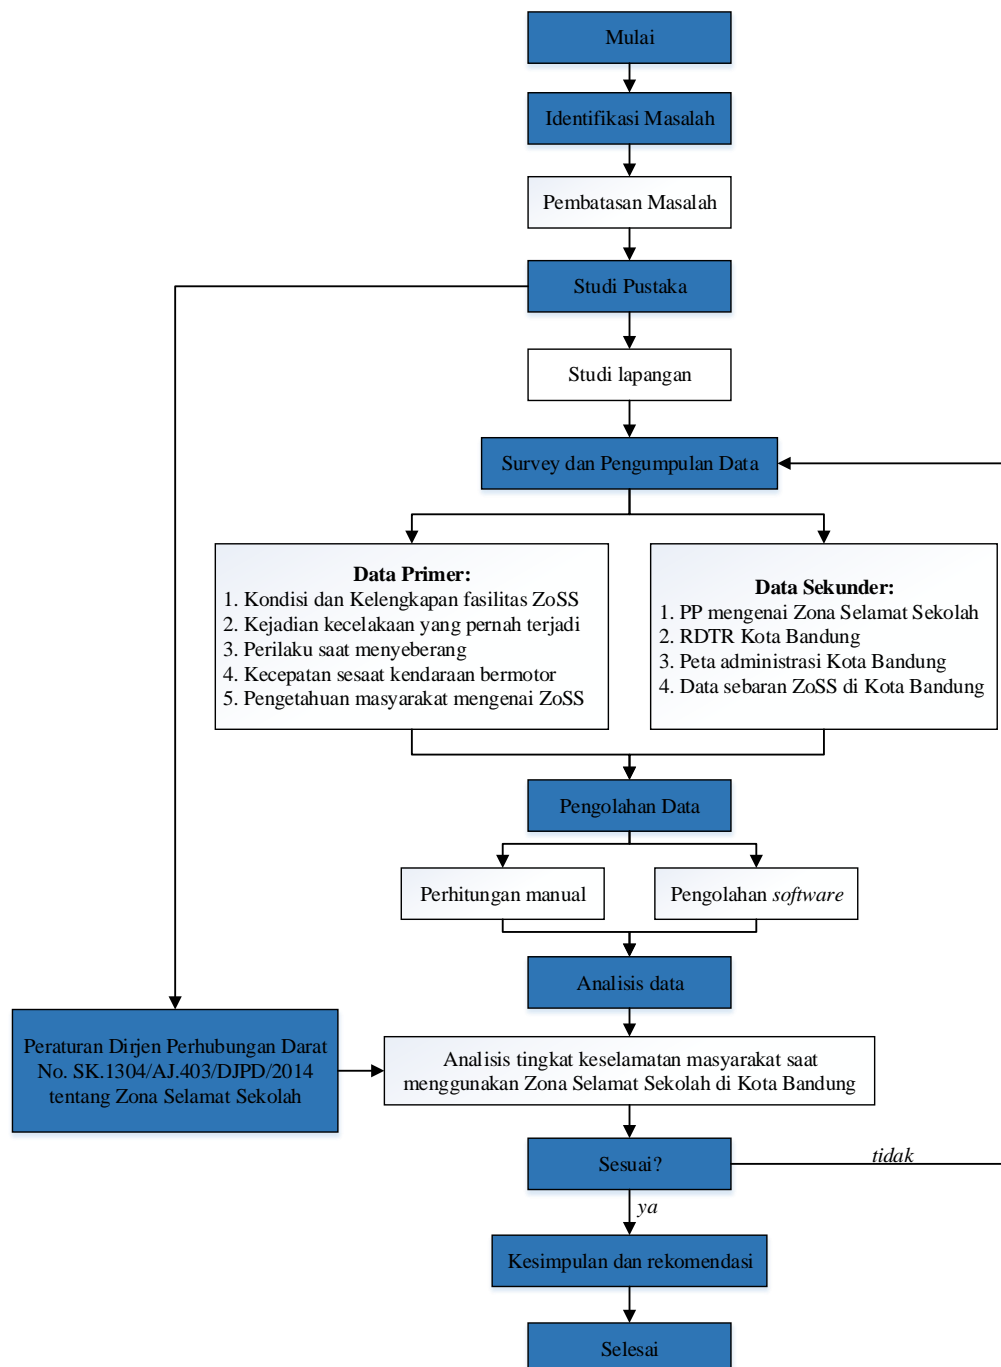 Mulai
Identifikasi Masalah
Pembatasan Masalah
Studi Pustaka
Studi lapangan
Survey dan Pengumpulan Data
Data Primer:
1. Kondisi dan Kelengkapan fasilitas ZoSS
2. Kejadian kecelakaan yang pernah terjadi
3. Perilaku saat menyeberang
4. Kecepatan sesaat kendaraan bermotor
5. Pengetahuan masyarakat mengenai ZoSS
Data Sekunder:
1. PP mengenai Zona Selamat Sekolah
2. RDTR Kota Bandung
3. Peta administrasi Kota Bandung
4. Data sebaran ZoSS di Kota Bandung
Pengolahan Data
Perhitungan manual
Pengolahan software
Analisis data
Peraturan Dirjen Perhubungan Darat
No. SK.1304/AJ.403/DJPD/2014
tentang Zona Selamat Sekolah
Analisis tingkat keselamatan masyarakat saat
menggunakan Zona Selamat Sekolah di Kota Bandung
Sesuai?
tidak
ya
Kesimpulan dan rekomendasi
Selesai